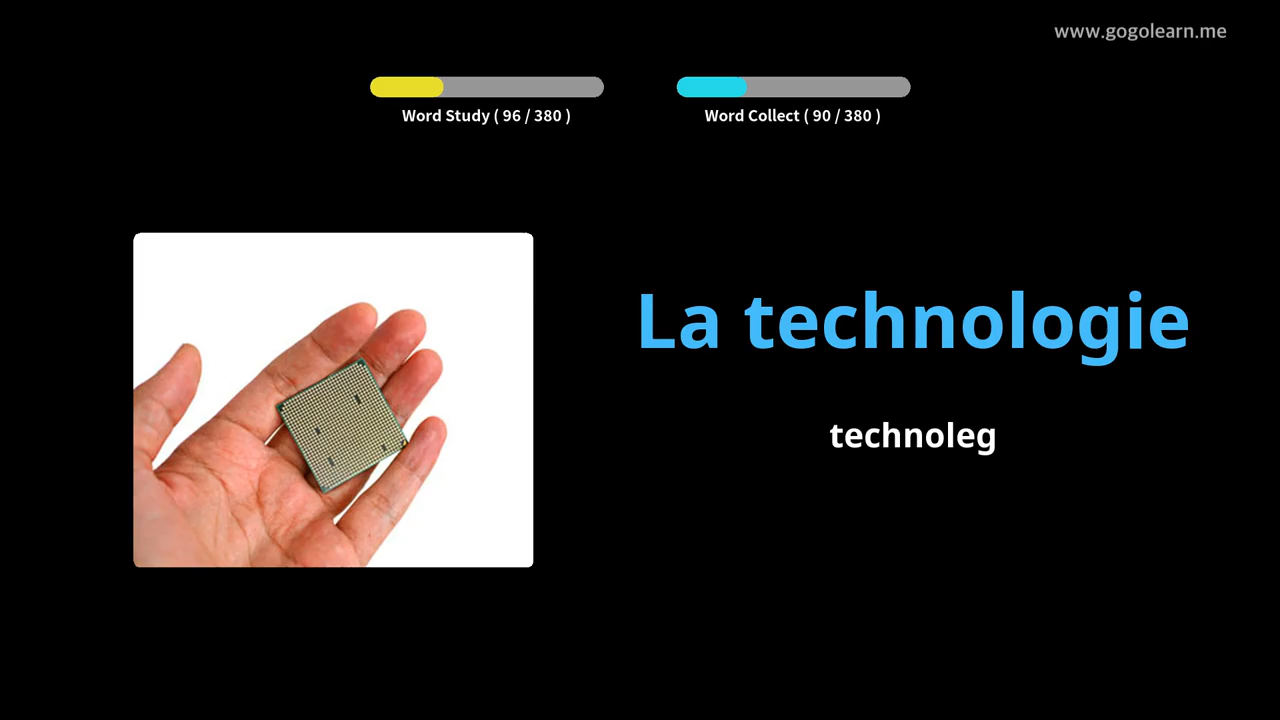 www.gogolearn.me
Word Study ( 96 / 380 )
Word Collect ( 90 / 380 )
La technologie
technoleg